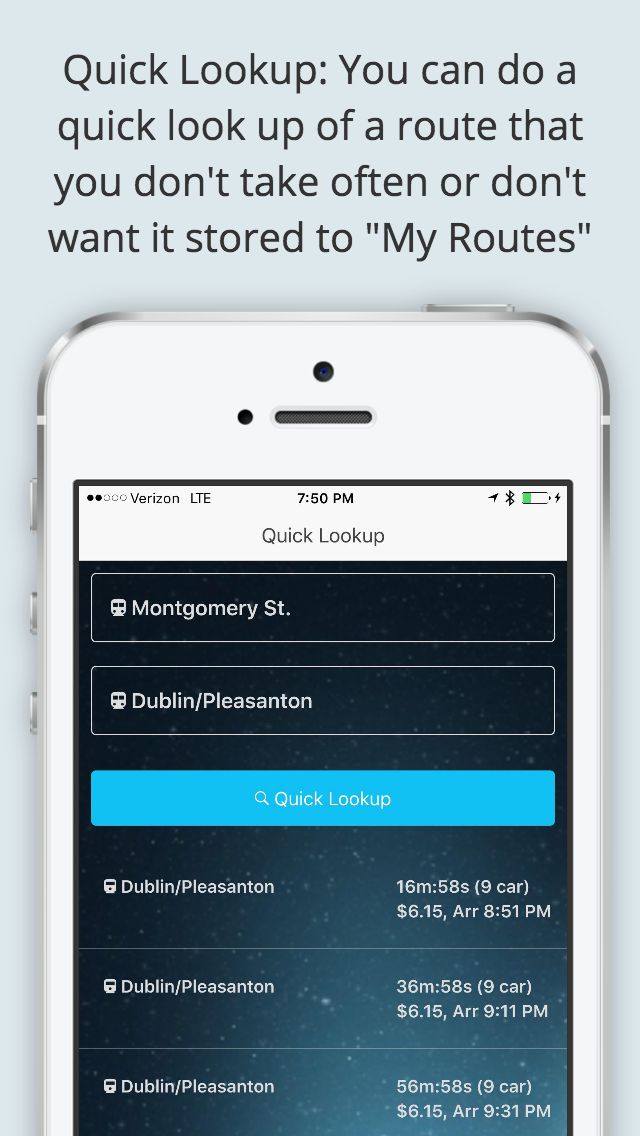 Quick Lookup: You can do a
quick look up of a route that
you don't take often or don't
want it stored to "My Routes"
Verizon LTE 7:50 PM
Quick Lookup
Montgomery St.
Dublin/Pleasanton
Quick Lookup
Dublin/Pleasanton 16m:58s (9 car)
$6.15, Arr 8:51 PM
Dublin/Pleasanton 36m:58s (9 car)
$6.15, Arr 9:11 PM
Dublin/Pleasanton 56m:58s (9 car)
$6.15, Arr 9:31 PM